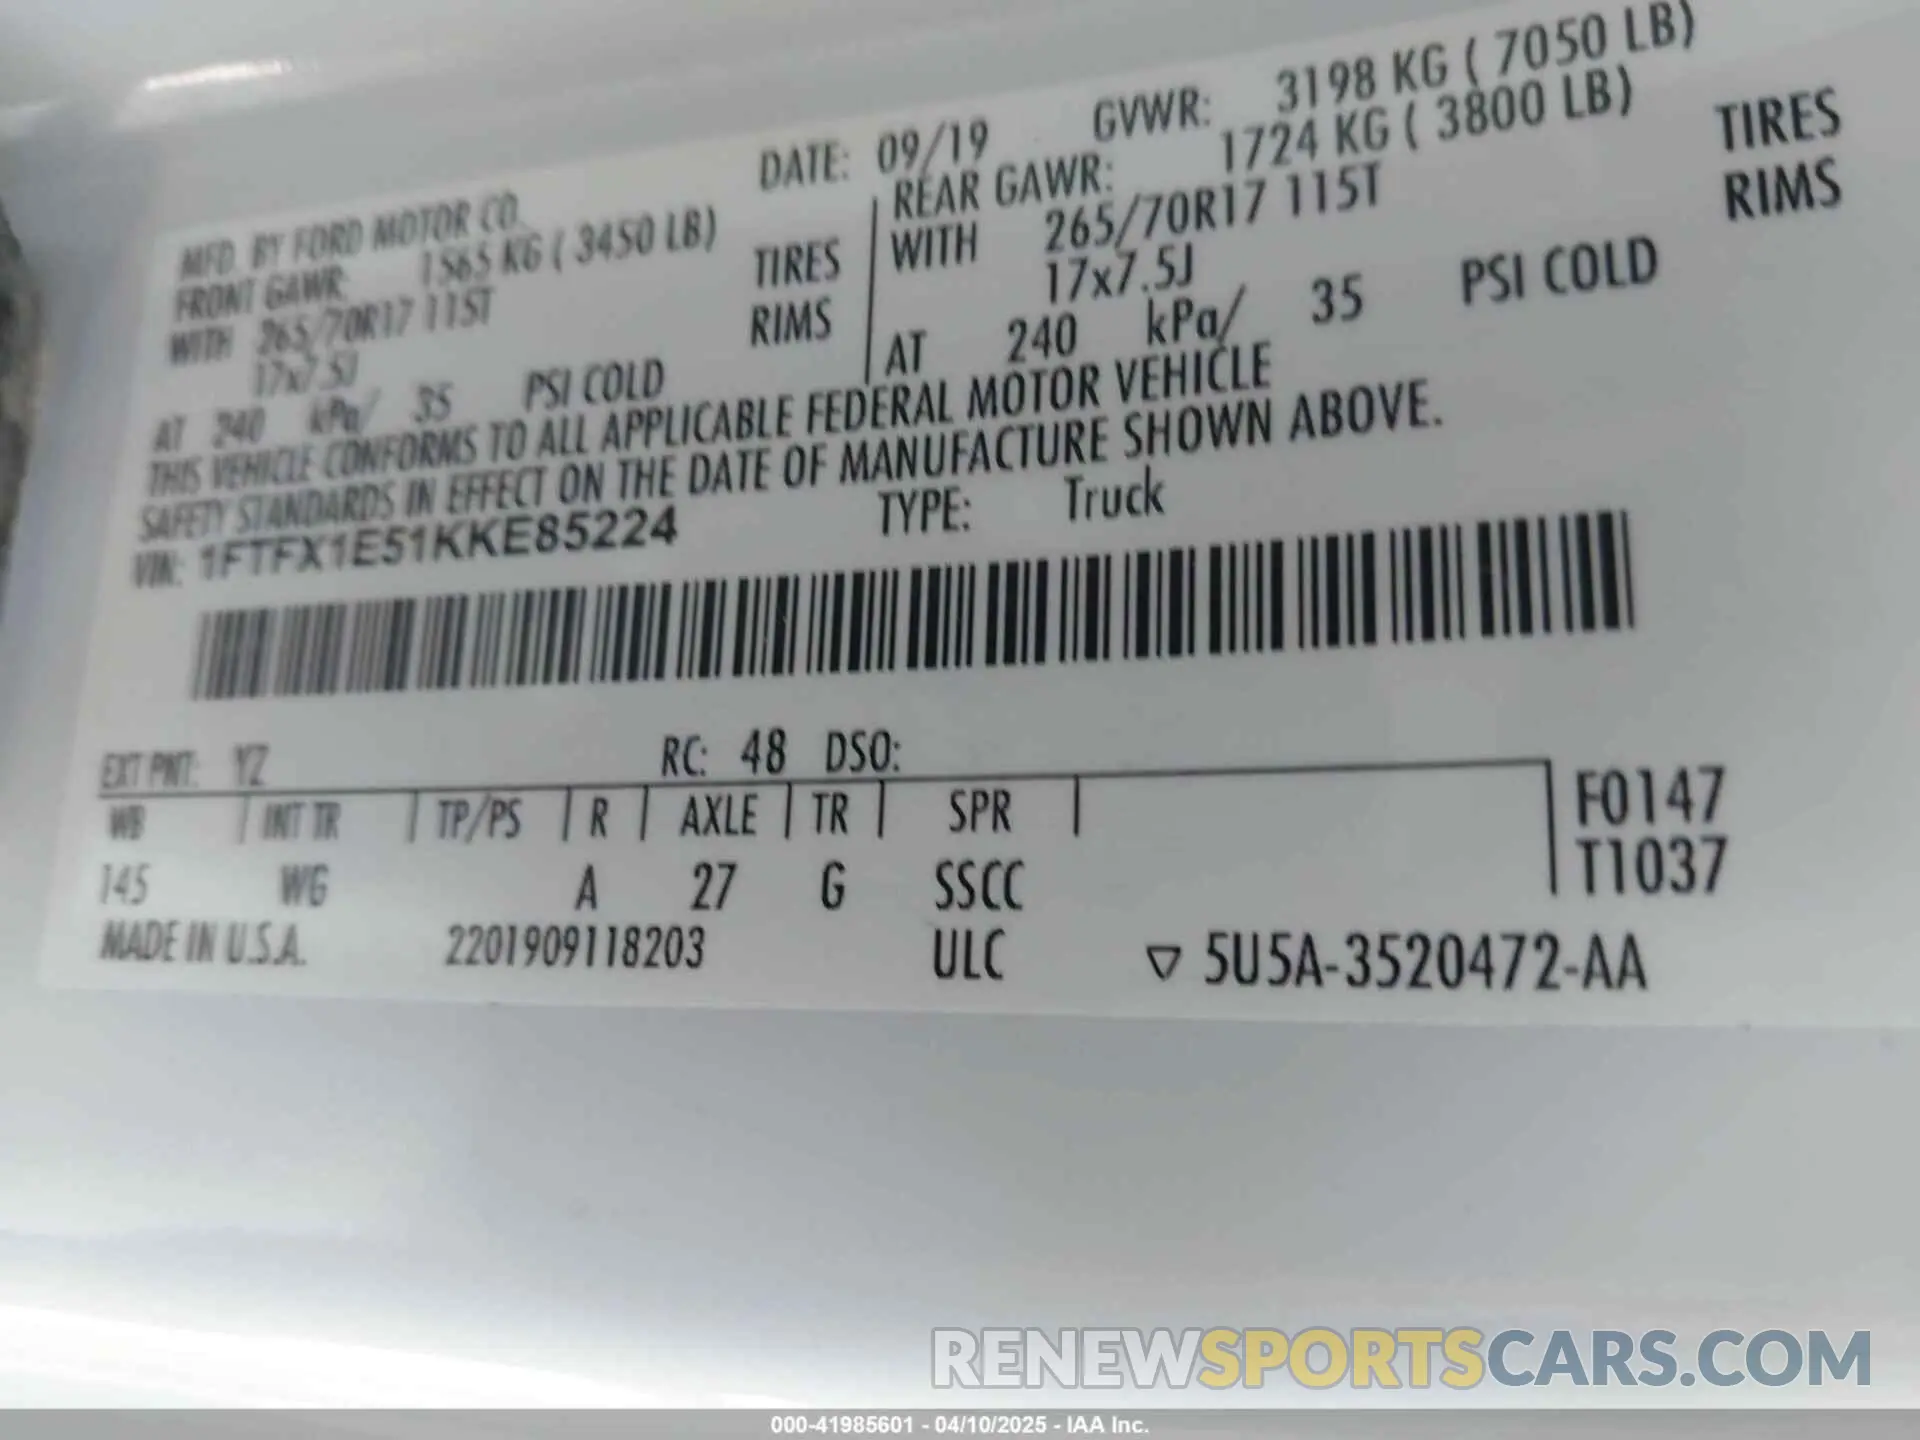 MFD. BY FORD MOTOR CO. DATE: 09/19 GVWR: 3198 KG ( 7050 LB)
FRONT GAWR: 1565 KG ( 3450 LB) REAR GAWR: 1724 KG ( 3800 LB)
WITH 265/70R17 115T TIRES WITH 265/70R17 115T TIRES
17x7.5J RIMS 17x7.5J RIMS
AT 240 kPa/ 35 PSI COLD AT 240 kPa/ 35 PSI COLD
THIS VEHICLE CONFORMS TO ALL APPLICABLE FEDERAL MOTOR VEHICLE
SAFETY STANDARDS IN EFFECT ON THE DATE OF MANUFACTURE SHOWN ABOVE.
VIN: 1FTFX1E51KKE85224 TYPE: Truck
EXT PNT: YZ RC: 48 DSO:
WB INT TR TP/PS R AXLE TR SPR F0147
145 WG A 27 G SSCC T1037
MADE IN U.S.A. 2201909118203 ULC ▽ 5U5A-3520472-AA
RENEWSPORTSCARS.COM
000-41985601 - 04/10/2025 - IAA Inc.